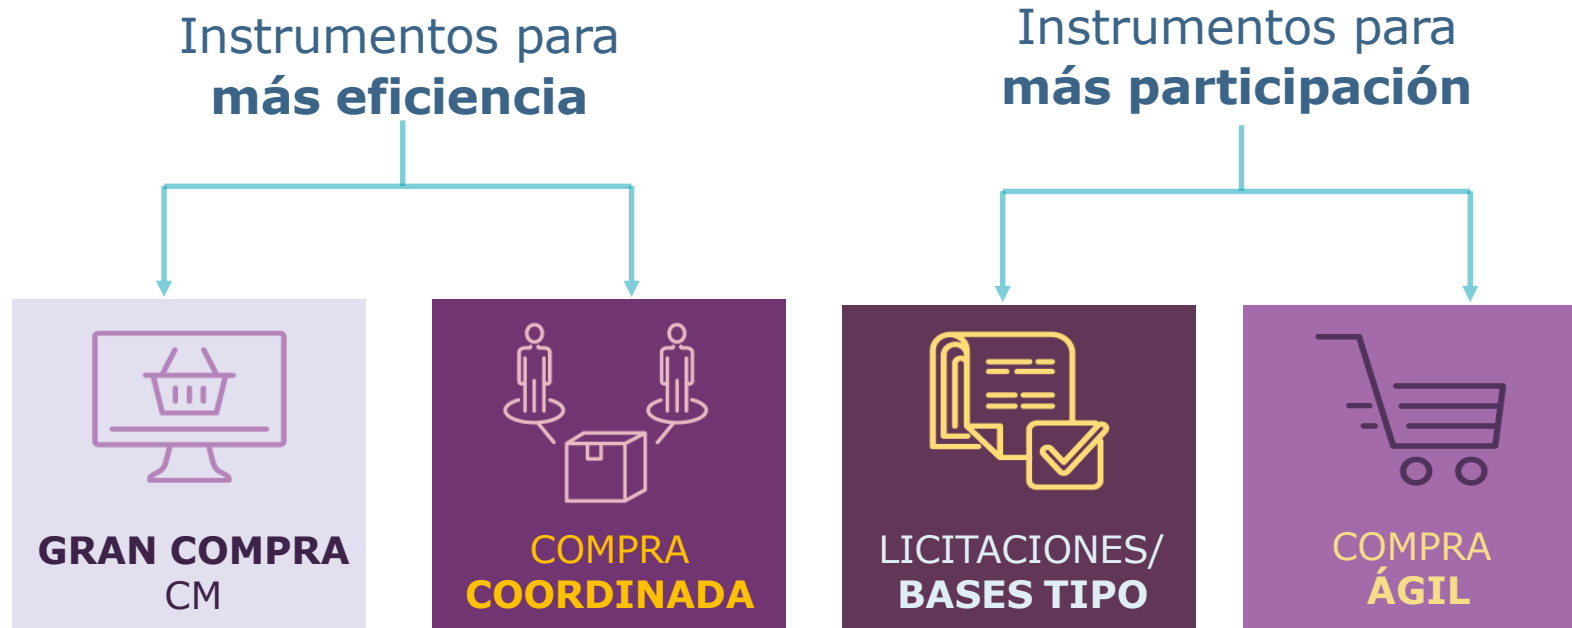 Instrumentos para
más eficiencia
Instrumentos para
más participación
GRAN COMPRA
CM
COMPRA
COORDINADA
LICITACIONES/
BASES TIPO
COMPRA
ÁGIL